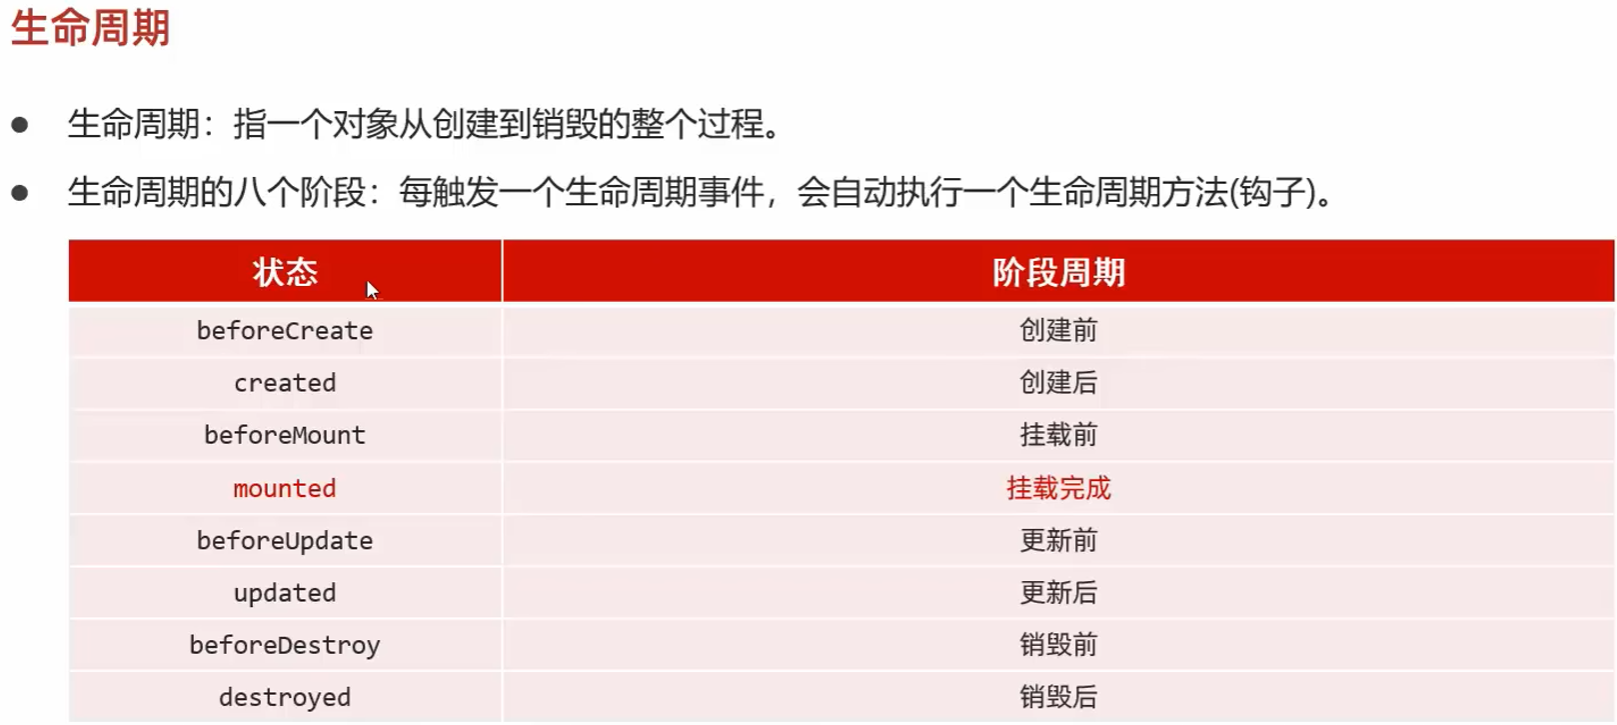 生命周期
● 生命周期：指一个对象从创建到销毁的整个过程。
● 生命周期的八个阶段：每触发一个生命周期事件，会自动执行一个生命周期方法(钩子)。
状态 阶段周期
beforeCreate 创建前
created 创建后
beforeMount 挂载前
mounted 挂载完成
beforeUpdate 更新前
updated 更新后
beforeDestroy 销毁前
destroyed 销毁后